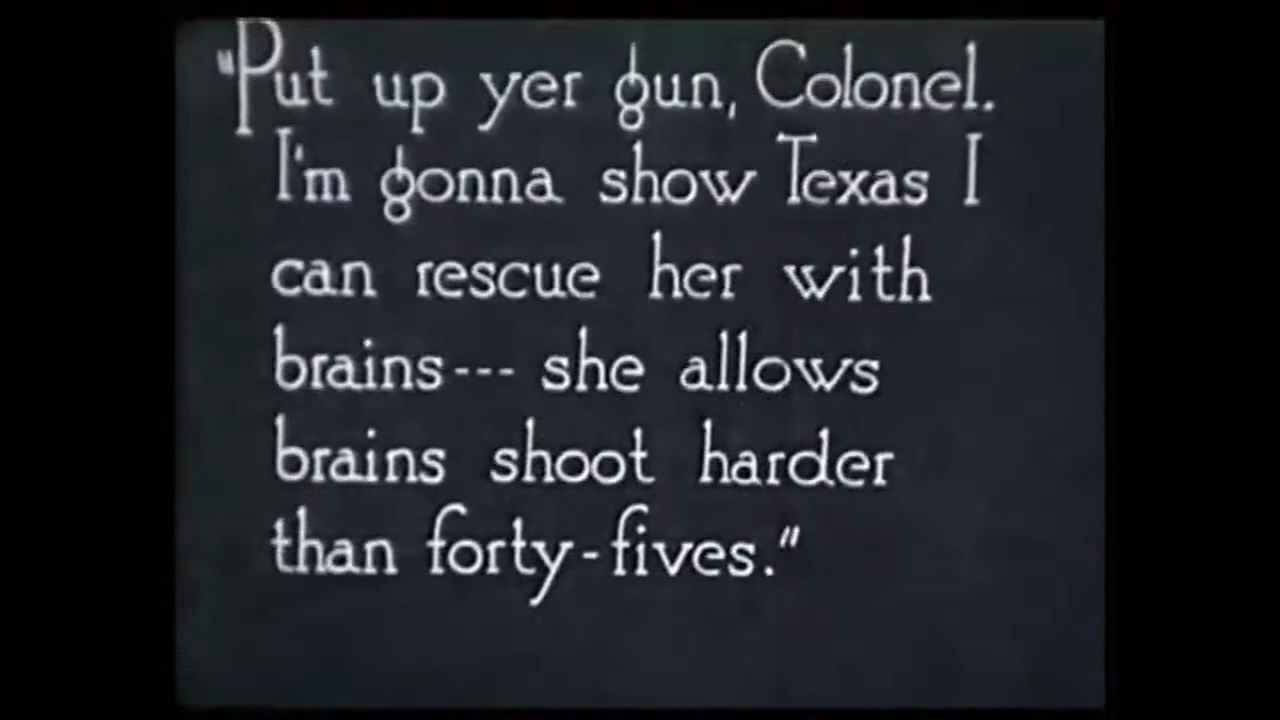 "Put up yer gun, Colonel.
I'm gonna show Texas I
can rescue her with
brains--- she allows
brains shoot harder
than forty-fives."